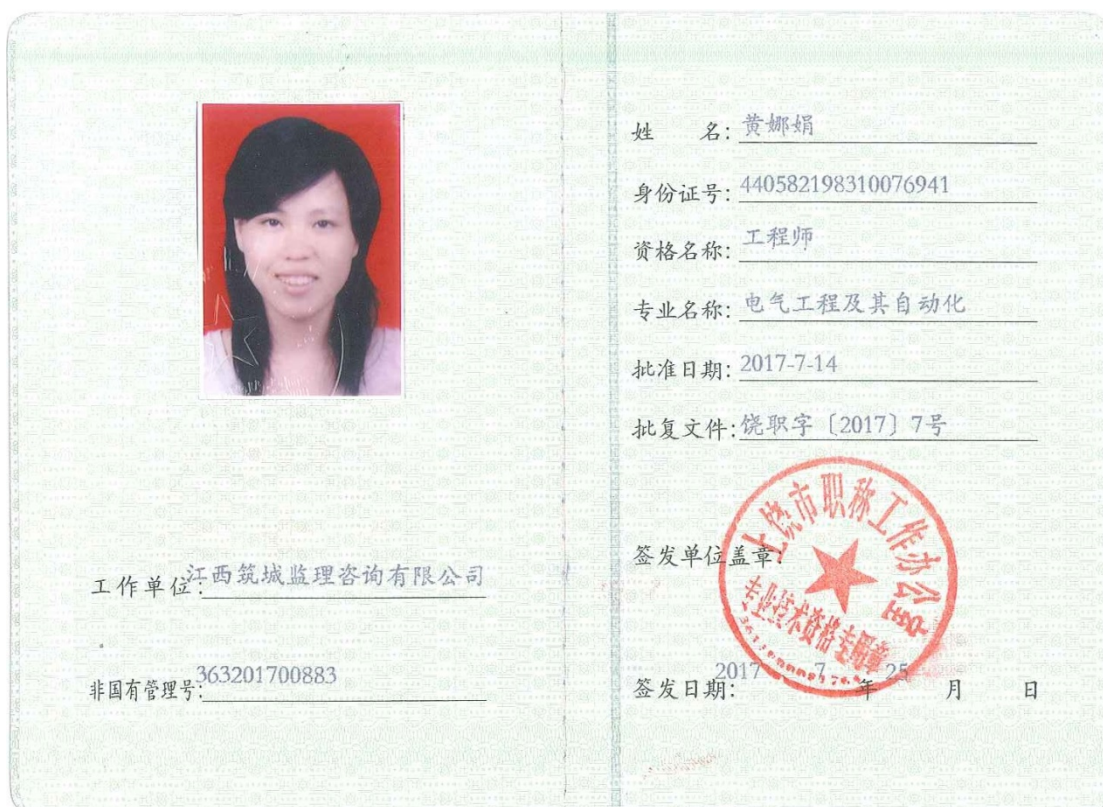 工作单位:江西筑城监理咨询有限公司
非国有管理号:363201700883
姓 名:黄娜娟
身份证号:440582198310076941
资格名称:工程师
专业名称:电气工程及其自动化
批准日期:2017-7-14
批复文件:饶职字〔2017〕7号
签发单位盖章:
上饶市职称工作办公室
专业技术资格专用章
签发日期:2017 7 年 25 月 日